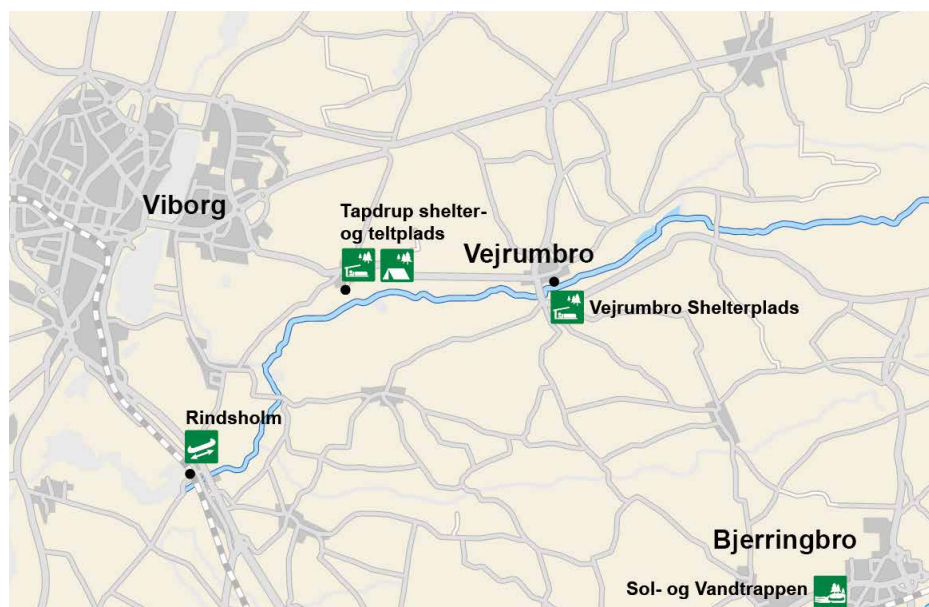 Viborg
Tapdrup shelter-
og teltplads
Vejrumbro
Vejrumbro Shelterplads
Rindsholm
Bjerringbro
Sol- og Vandtrappen